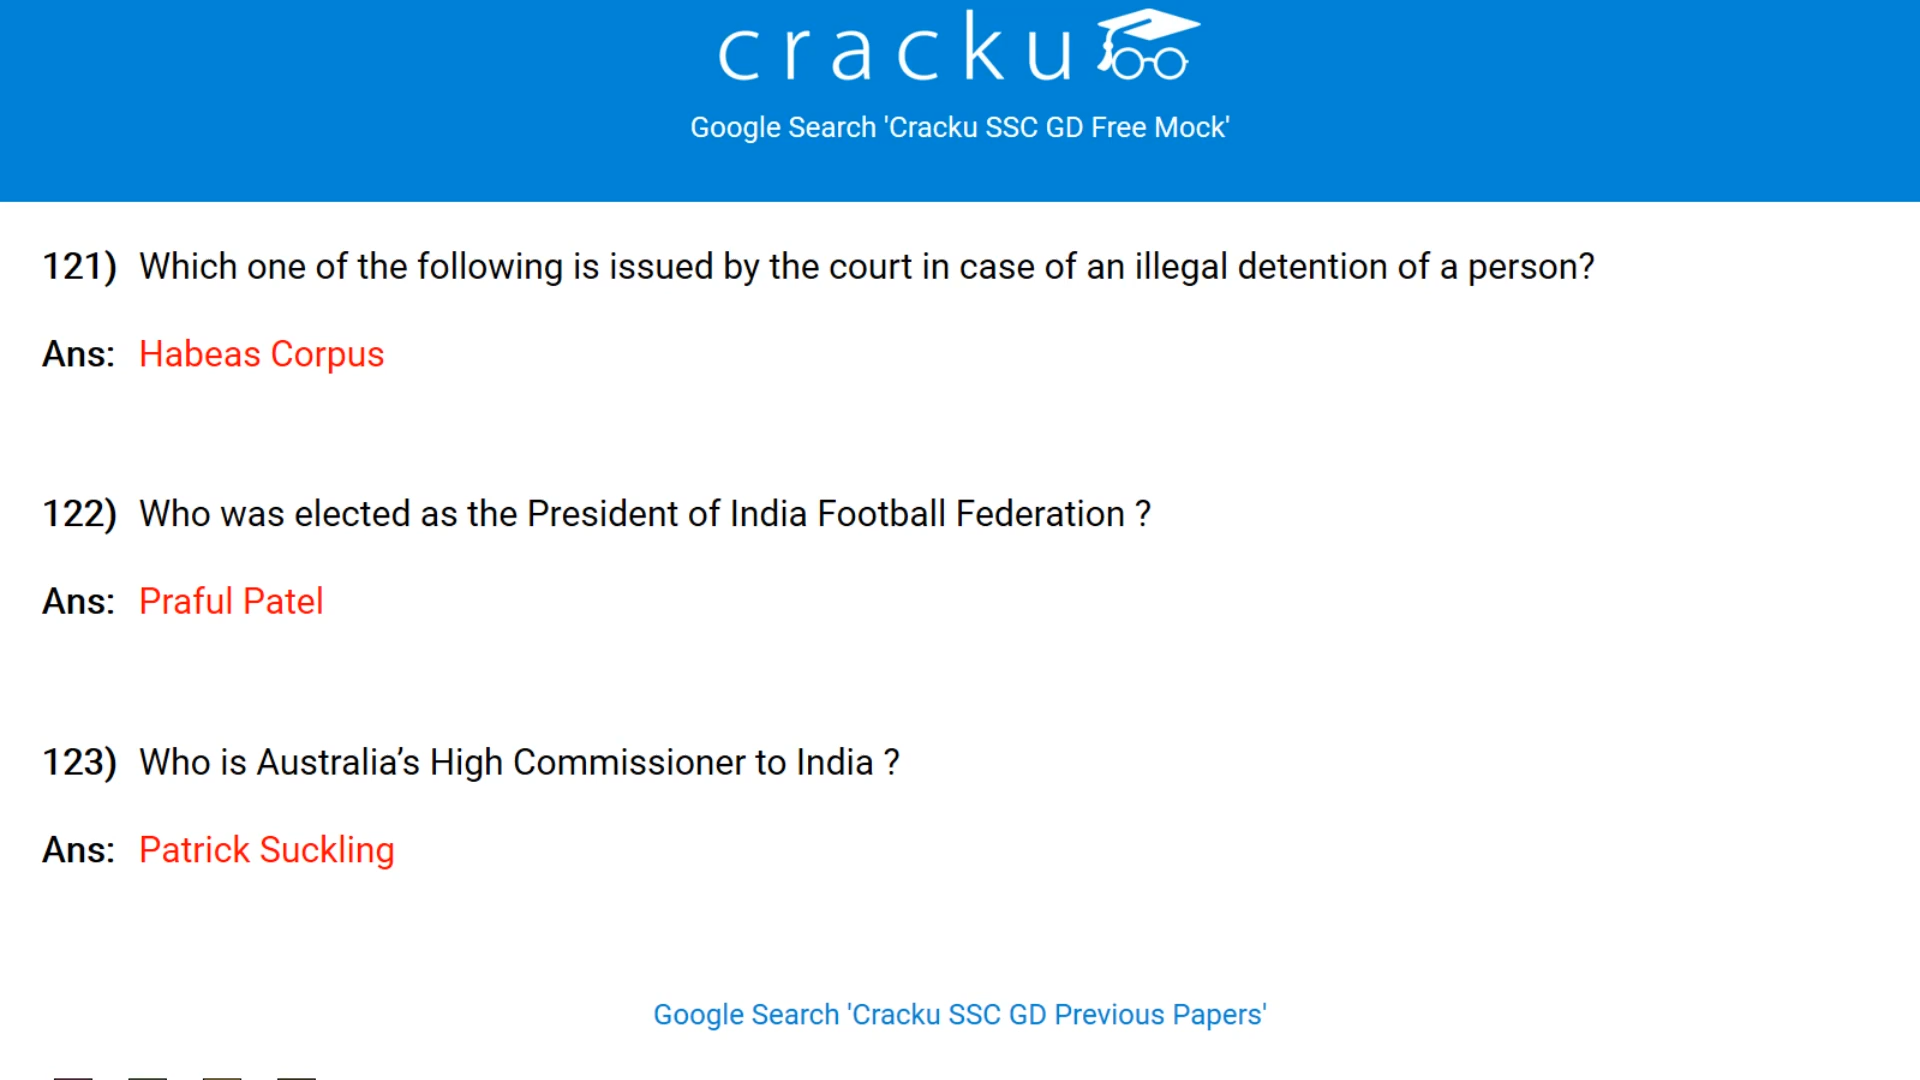 cracku
Google Search 'Cracku SSC GD Free Mock'
121) Which one of the following is issued by the court in case of an illegal detention of a person?
Ans: Habeas Corpus
122) Who was elected as the President of India Football Federation ?
Ans: Praful Patel
123) Who is Australia’s High Commissioner to India ?
Ans: Patrick Suckling
Google Search 'Cracku SSC GD Previous Papers'